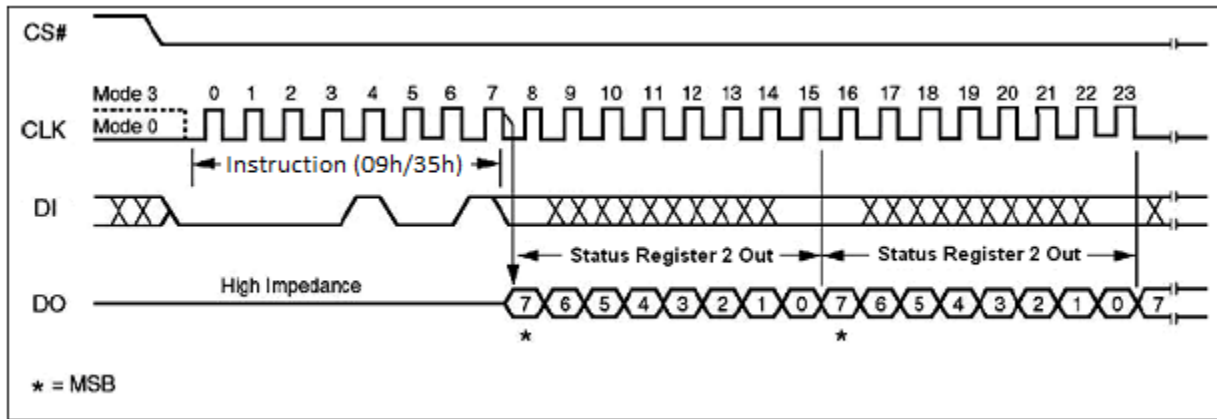 CS#
Mode 3 0 1 2 3 4 5 6 7 8 9 10 11 12 13 14 15 16 17 18 19 20 21 22 23
CLK Mode 0
Instruction (09h/35h)
DI
Status Register 2 Out Status Register 2 Out
High Impedance
DO 7 6 5 4 3 2 1 0 7 6 5 4 3 2 1 0 7
* *
* = MSB